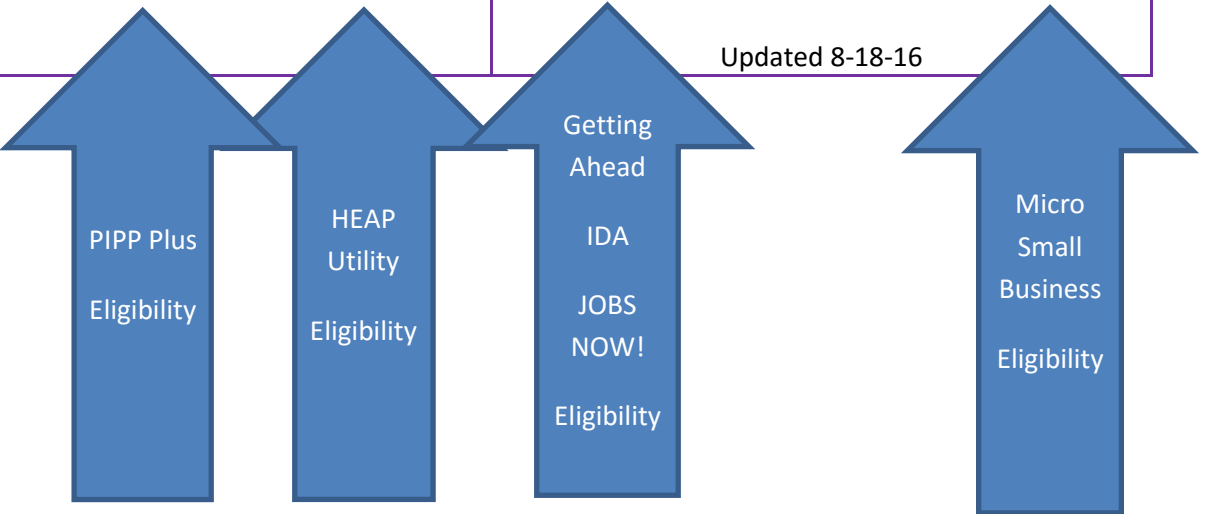 Updated 8-18-16
PIPP Plus
Eligibility
HEAP
Utility
Eligibility
Getting
Ahead
IDA
JOBS
NOW!
Eligibility
Micro
Small
Business
Eligibility